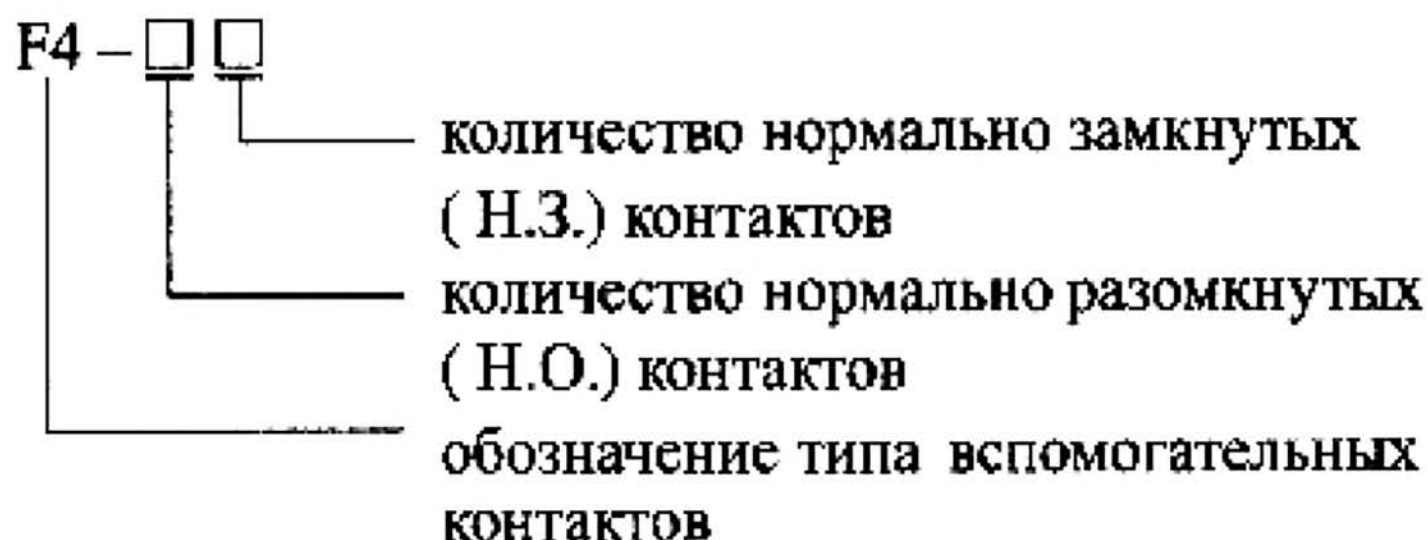 F4 – □ □
количество нормально замкнутых
( Н.З.) контактов
количество нормально разомкнутых
( Н.О.) контактов
обозначение типа вспомогательных
контактов